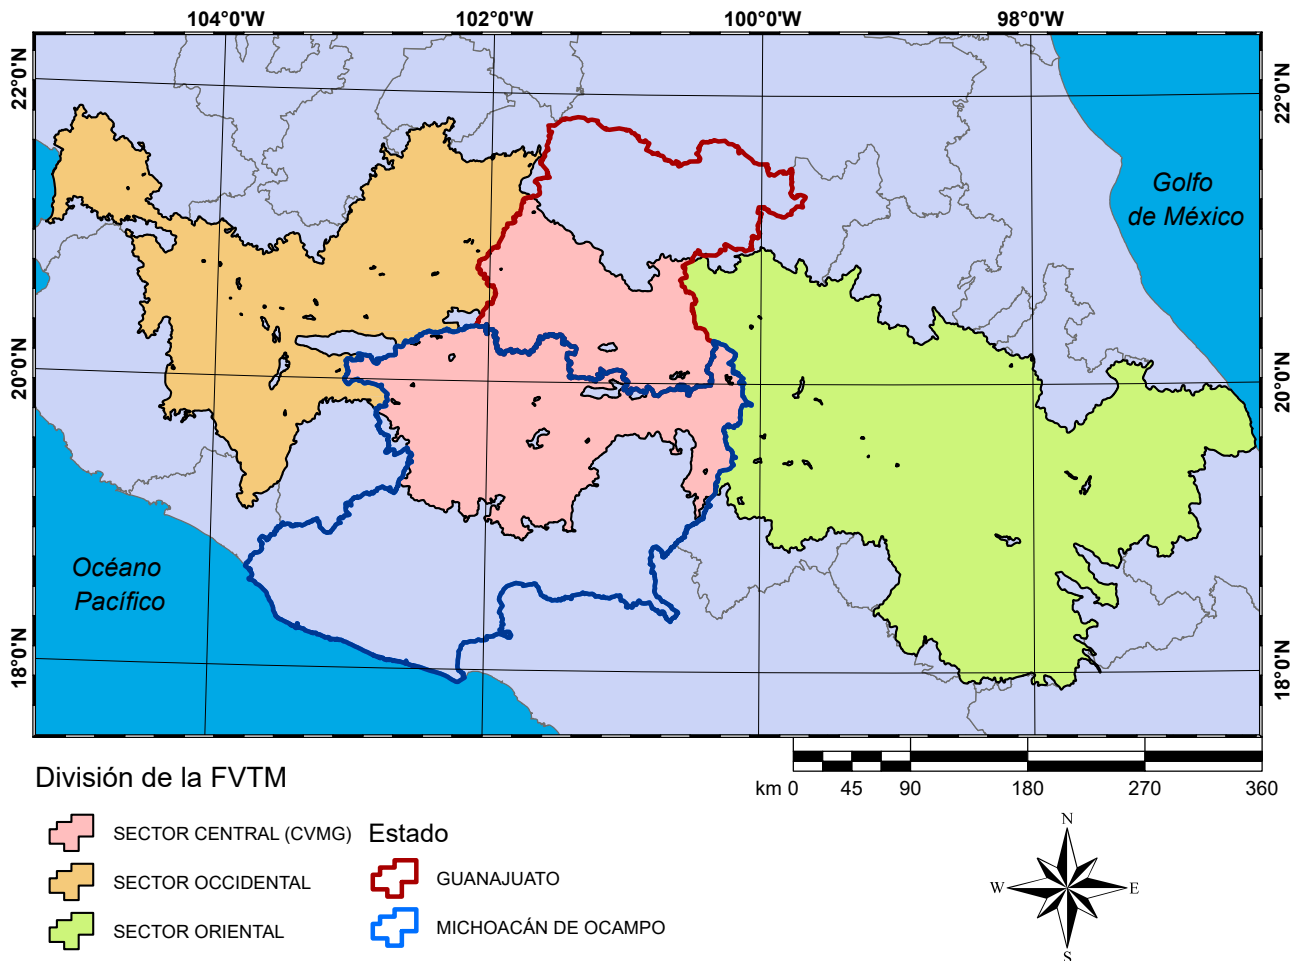 104°0'W 102°0'W 100°0'W 98°0'W
22°0'N
22°0'N
Golfo
de México
20°0'N
20°0'N
Océano
Pacífico
18°0'N
18°0'N
km 0 45 90 180 270 360
División de la FVTM
SECTOR CENTRAL (CVMG)
SECTOR OCCIDENTAL
SECTOR ORIENTAL
Estado
GUANAJUATO
MICHOACÁN DE OCAMPO
N
W E
S